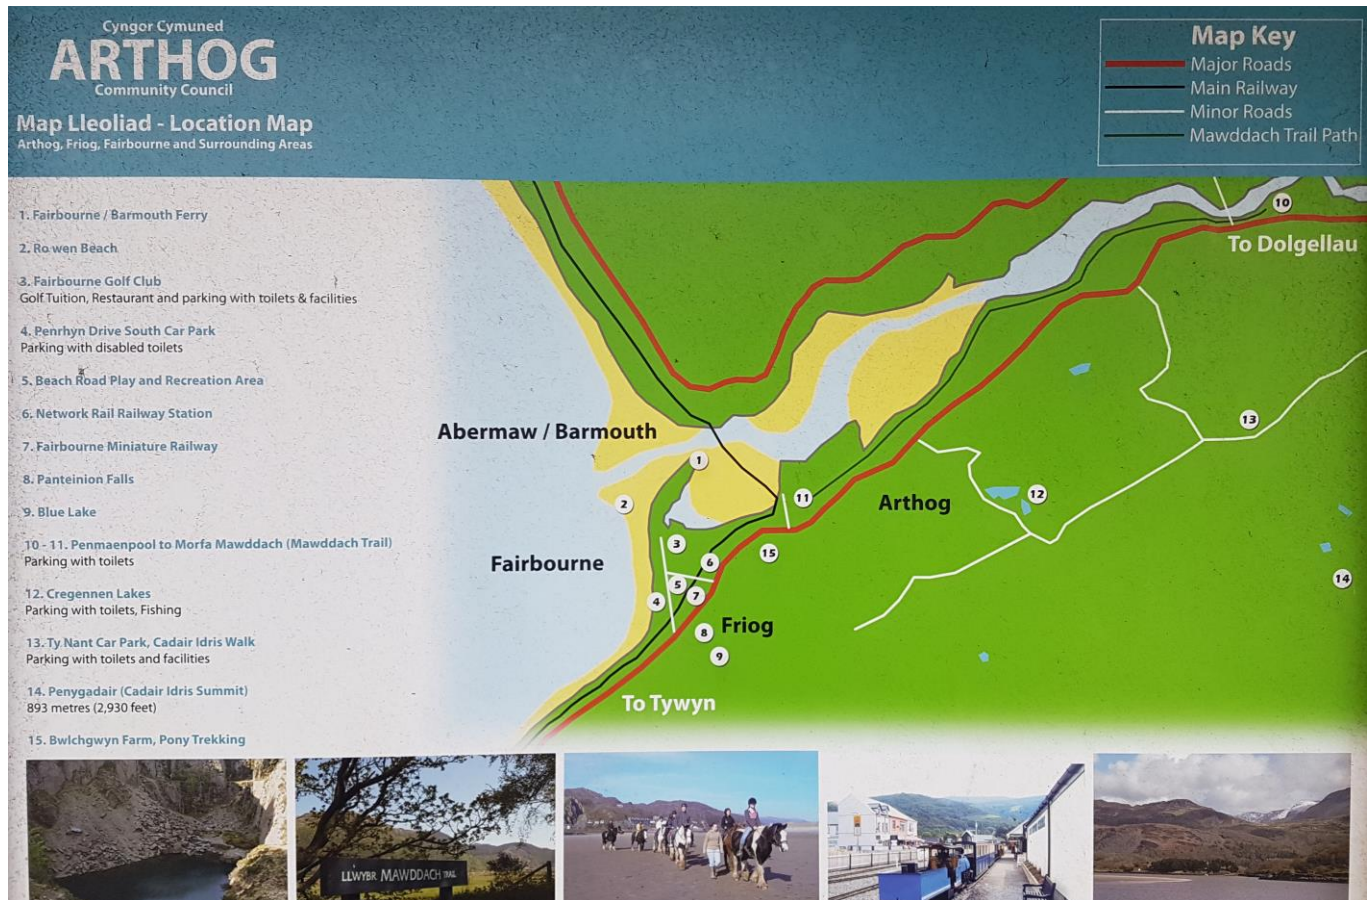 Cyngor Cymuned
ARTHOG
Community Council
Map Lleoliad - Location Map
Arthog, Friog, Fairbourne and Surrounding Areas
Map Key
Major Roads
Main Railway
Minor Roads
Mawddach Trail Path
1. Fairbourne / Barmouth Ferry
2. Ro wen Beach
3. Fairbourne Golf Club
Golf Tuition, Restaurant and parking with toilets & facilities
4. Penrhyn Drive South Car Park
Parking with disabled toilets
5. Beach Road Play and Recreation Area
6. Network Rail Railway Station
7. Fairbourne Miniature Railway
8. Panteinion Falls
9. Blue Lake
10 - 11. Penmaenpool to Morfa Mawddach (Mawddach Trail)
Parking with toilets
12. Cregennen Lakes
Parking with toilets, Fishing
13. Ty Nant Car Park, Cadair Idris Walk
Parking with toilets and facilities
14. Penygadair (Cadair Idris Summit)
893 metres (2,930 feet)
15. Bwlchgwyn Farm, Pony Trekking
10
To Dolgellau
13
Abermaw / Barmouth
1
2
11
12
Arthog
3
15
6
Fairbourne
5
7
4
14
8
Friog
9
To Tywyn
LLWYBR MAWDDACH TRAIL